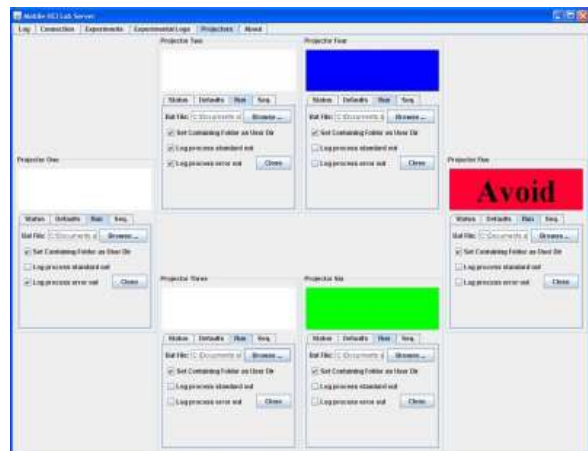 Mobile HCI Lab Server
Log Connection Experiments Experimental Logs Projectors About
Projector Two
Status Defaults Run Seq.
Bat File: C:\Documents a Browse ...
Set Containing Folder as User Dir
Log process standard out
Log process error out Close
Projector Four
Status Defaults Run Seq.
Bat File: C:\Documents a Browse ...
Set Containing Folder as User Dir
Log process standard out
Log process error out Close
Projector One
Status Defaults Run Seq.
Bat File: C:\Documents a Browse ...
Set Containing Folder as User Dir
Log process standard out
Log process error out Close
Projector Five
Avoid
Status Defaults Run Seq.
Bat File: C:\Documents a Browse ...
Set Containing Folder as User Dir
Log process standard out
Log process error out Close
Projector Three
Status Defaults Run Seq.
Bat File: C:\Documents a Browse ...
Set Containing Folder as User Dir
Log process standard out
Log process error out Close
Projector Six
Status Defaults Run Seq.
Bat File: C:\Documents a Browse ...
Set Containing Folder as User Dir
Log process standard out
Log process error out Close